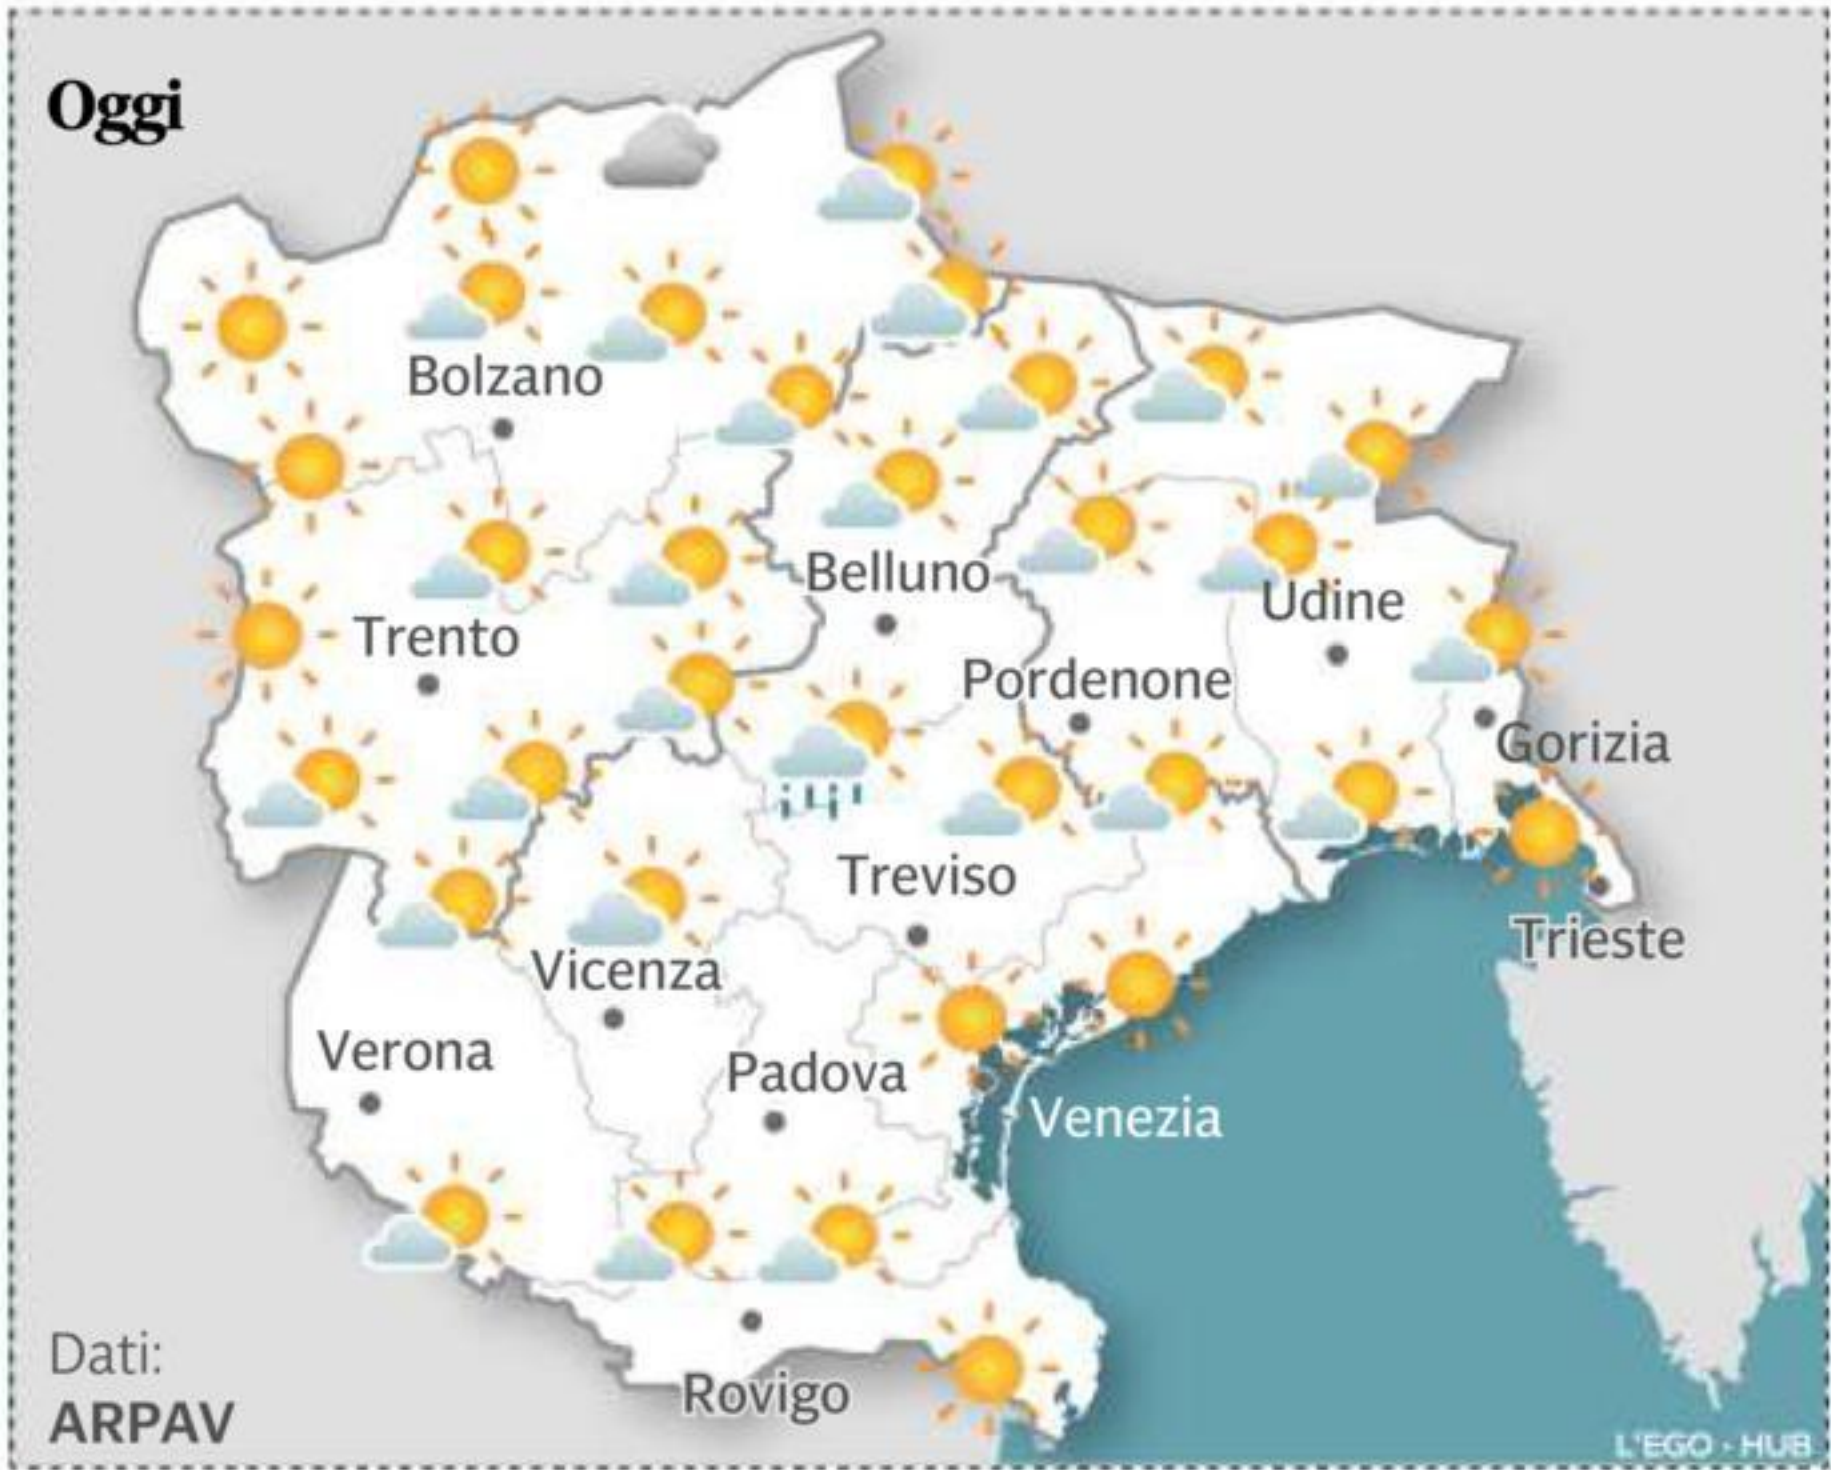 Oggi
Bolzano
Belluno
Udine
Trento
Pordenone
Gorizia
Treviso
Trieste
Vicenza
Verona
Padova
Venezia
Rovigo
Dati:
ARPAV
L'EGO - HUB